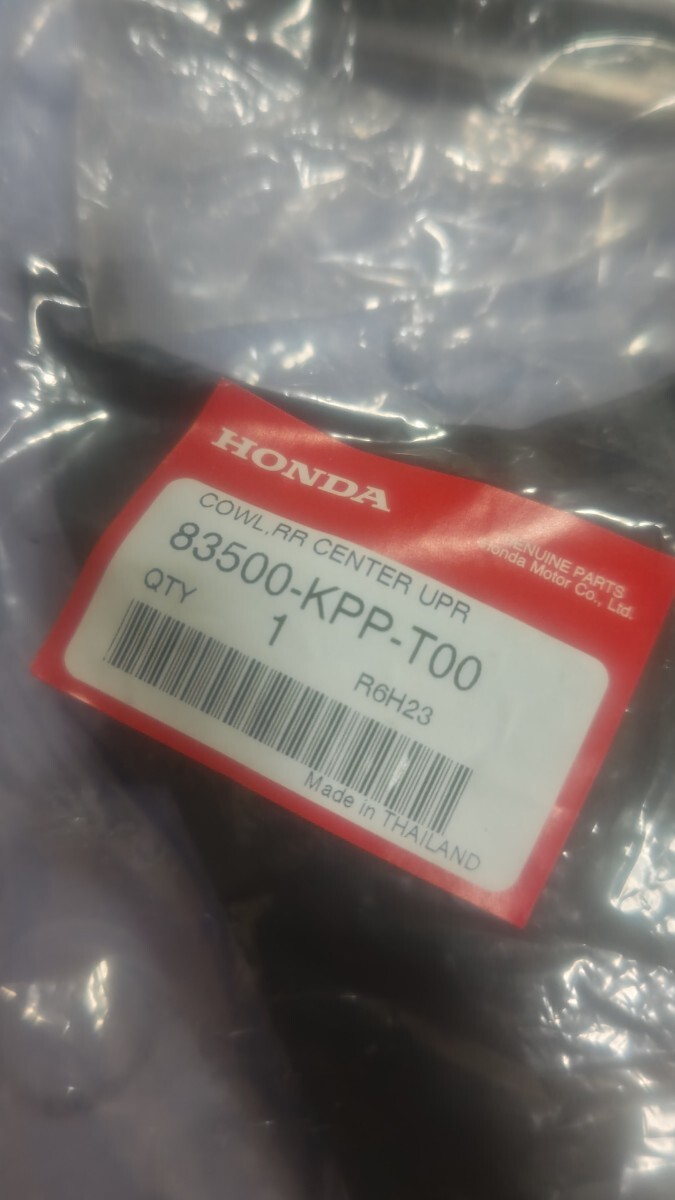 HONDA
GENUINE PARTS
Honda Motor Co., Ltd.
COWL.RR CENTER UPR
83500-KPP-T00
QTY 1
R6H23
Made in THAILAND